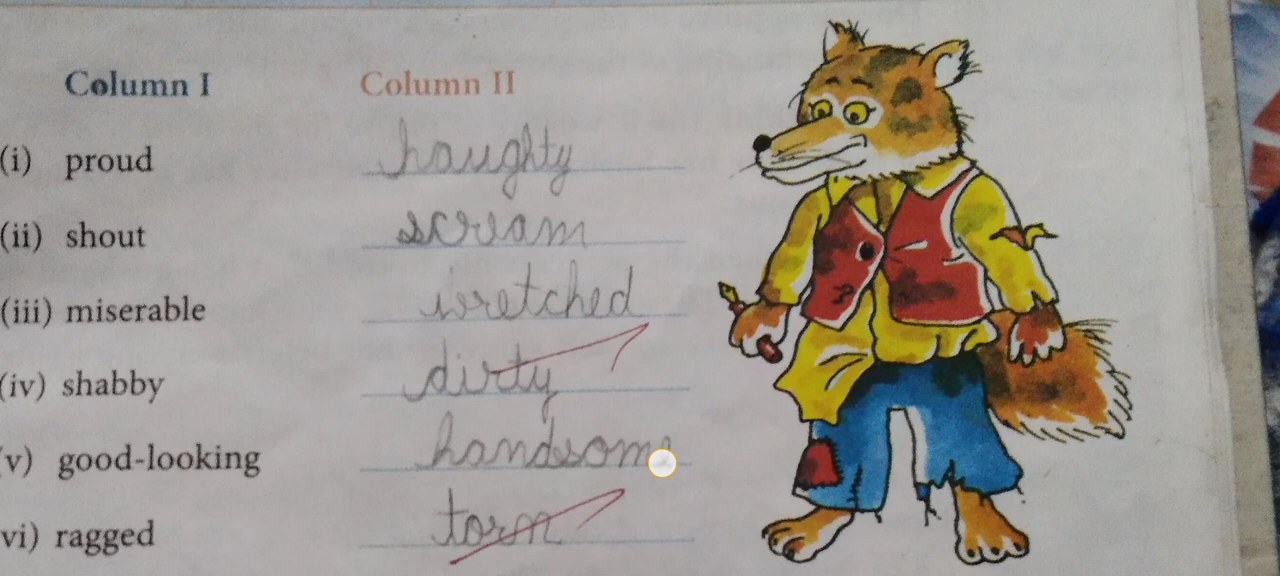 Column I Column II
(i) proud haughty
(ii) shout scream
(iii) miserable wretched
(iv) shabby dirty
(v) good-looking handsome
vi) ragged torn